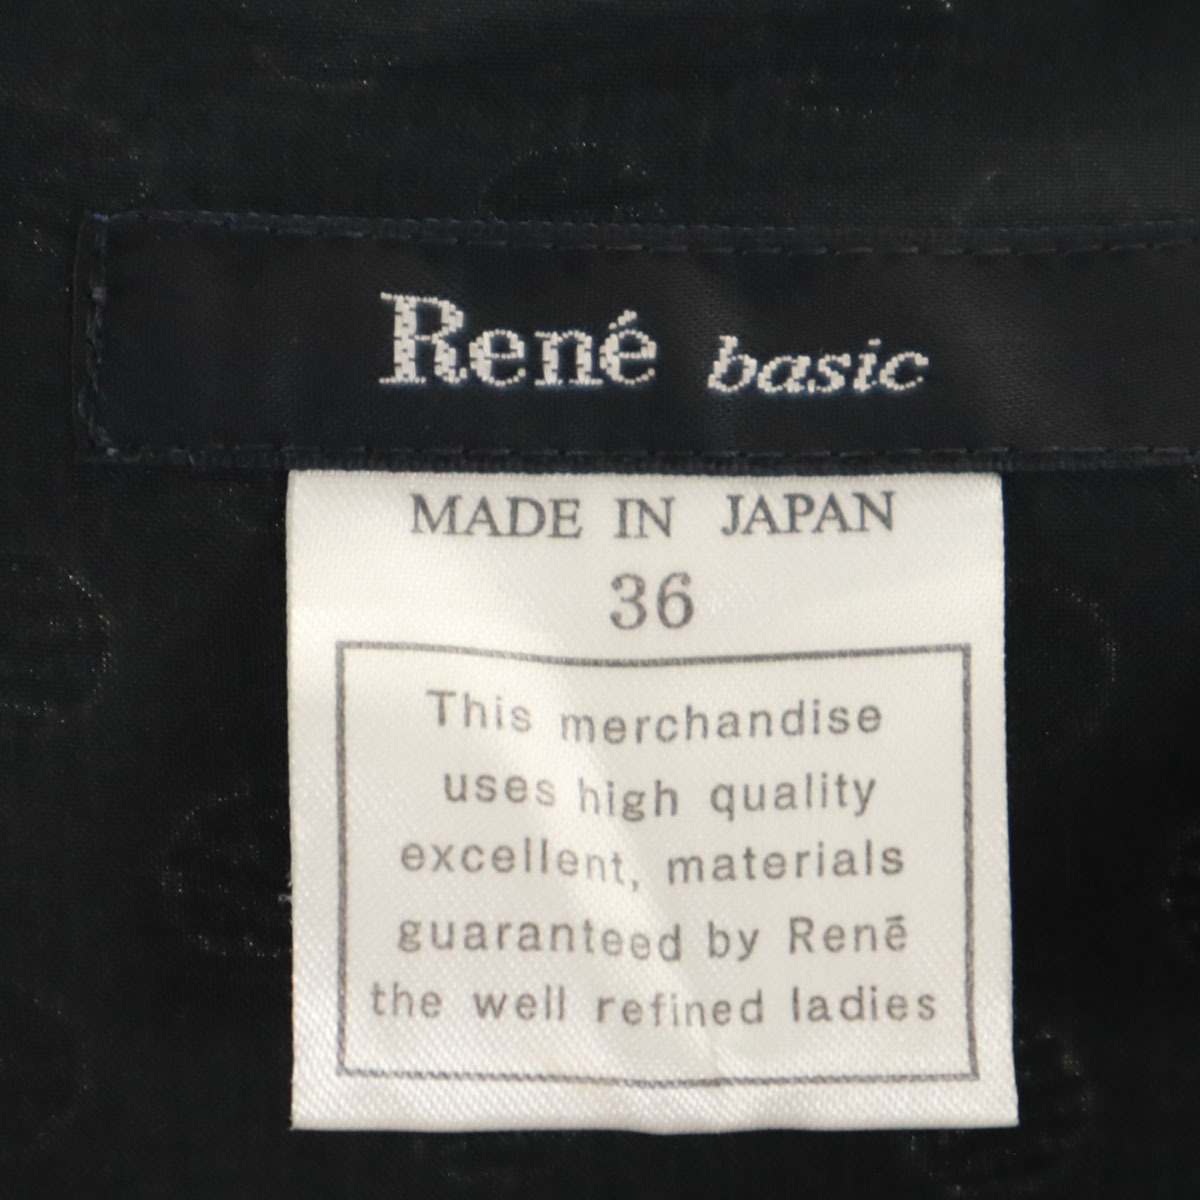 René basic
MADE IN JAPAN
36
This merchandise
uses high quality
excellent, materials
guaranteed by Renē
the well refined ladies